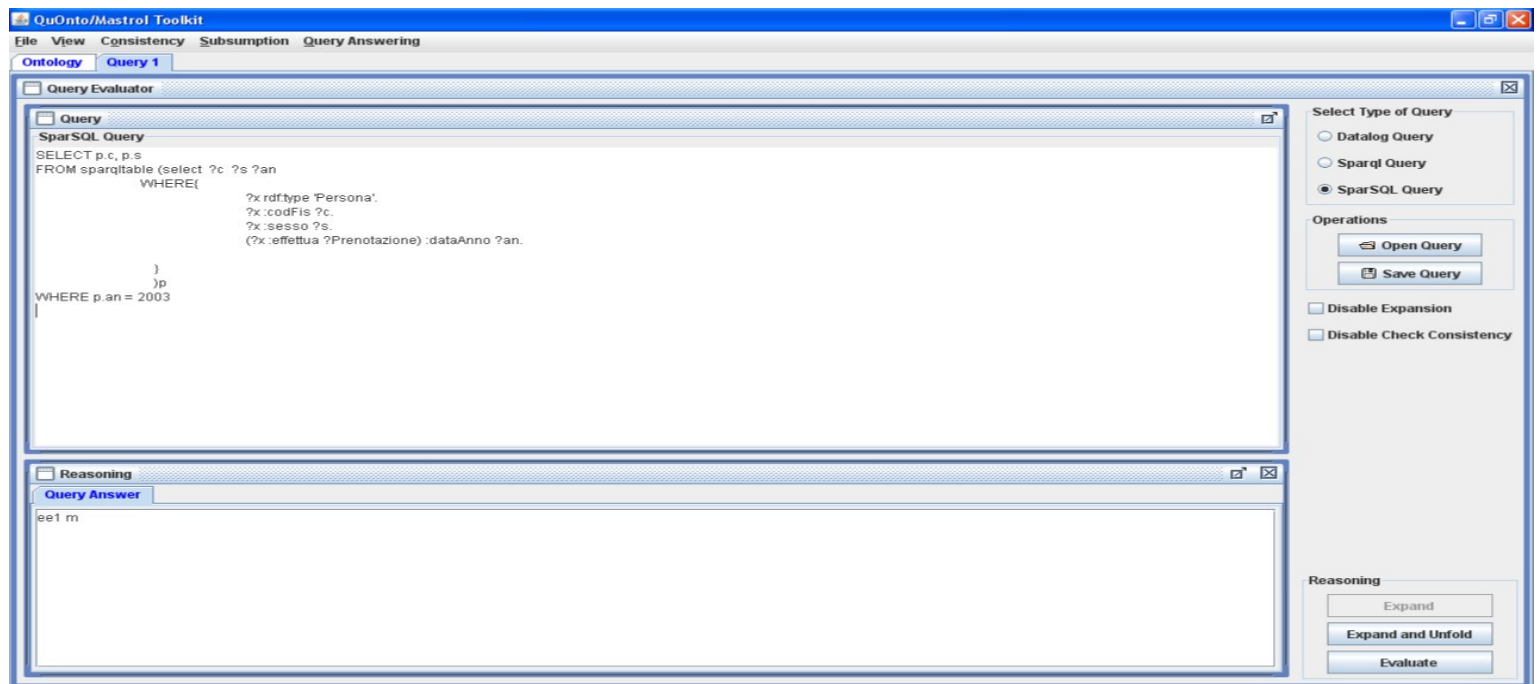 QuOnto/MastroI Toolkit
File View Consistency Subsumption Query Answering
Ontology Query 1
Query Evaluator
Query
SparSQL Query
SELECT p.c, p.s
FROM sparqltable (select ?c ?s ?an
WHERE{
?x rdf:type 'Persona'.
?x :codFis ?c.
?x :sesso ?s.
(?x :effettua ?Prenotazione) :dataAnno ?an.
}
)p
WHERE p.an = 2003
Reasoning
Query Answer
ee1 m
Select Type of Query
Datalog Query
Sparql Query
SparSQL Query
Operations
Open Query
Save Query
Disable Expansion
Disable Check Consistency
Reasoning
Expand
Expand and Unfold
Evaluate